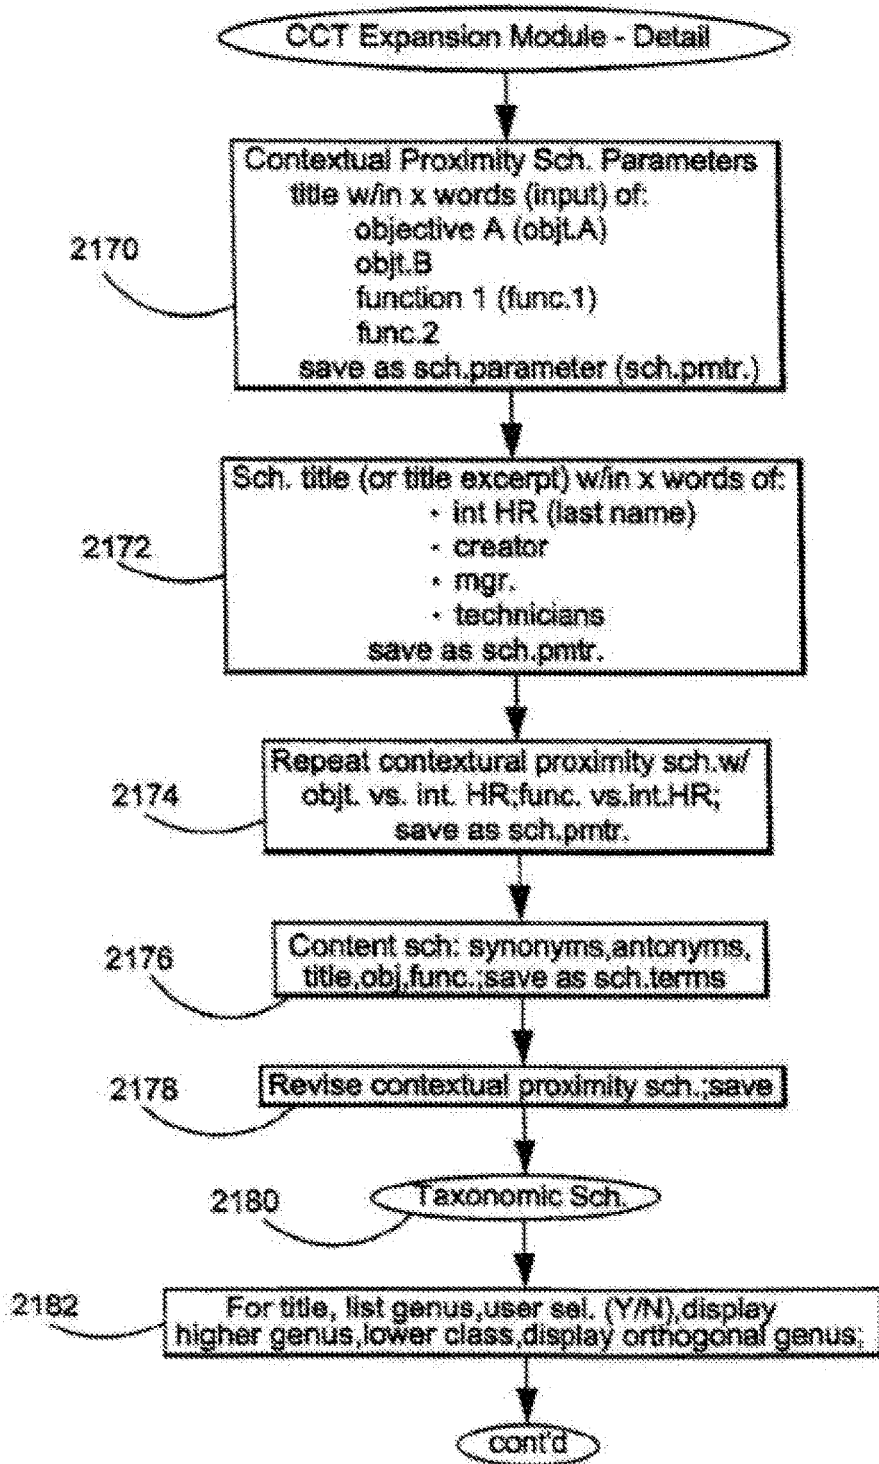 CCT Expansion Module - Detail
Contextual Proximity Sch. Parameters
title w/in x words (input) of:
objective A (objt.A)
2170
objt.B
function 1 (func.1)
func.2
save as sch.parameter (sch.pmtr.)
Sch. title (or title excerpt) w/in x words of:
· int HR (last name)
2172
· creator
· mgr.
· technicians
save as sch.pmtr.
Repeat contextural proximity sch.w/
2174
objt. vs. int. HR;func. vs.int.HR;
save as sch.pmtr.
2176
Content sch: synonyms,antonyms,
title,obj,func.;save as sch.terms
2178
Revise contextual proximity sch.;save
2180
Taxonomic Sch.
2182
For title, list genus,user sel. (Y/N),display
higher genus,lower class,display orthogonal genus;
cont'd